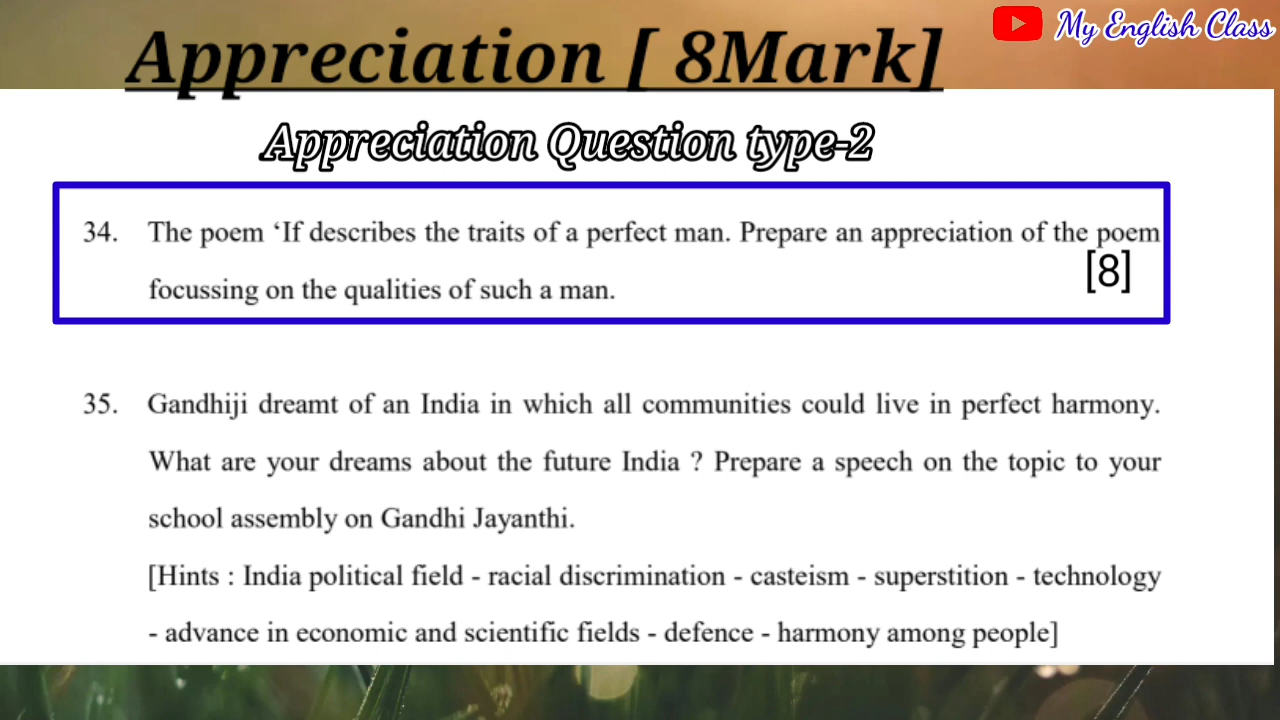 My English Class
Appreciation [ 8Mark]
Appreciation Question type-2
34. The poem ‘If describes the traits of a perfect man. Prepare an appreciation of the poem
focussing on the qualities of such a man.
[8]
35. Gandhiji dreamt of an India in which all communities could live in perfect harmony.
What are your dreams about the future India ? Prepare a speech on the topic to your
school assembly on Gandhi Jayanthi.
[Hints : India political field - racial discrimination - casteism - superstition - technology
- advance in economic and scientific fields - defence - harmony among people]